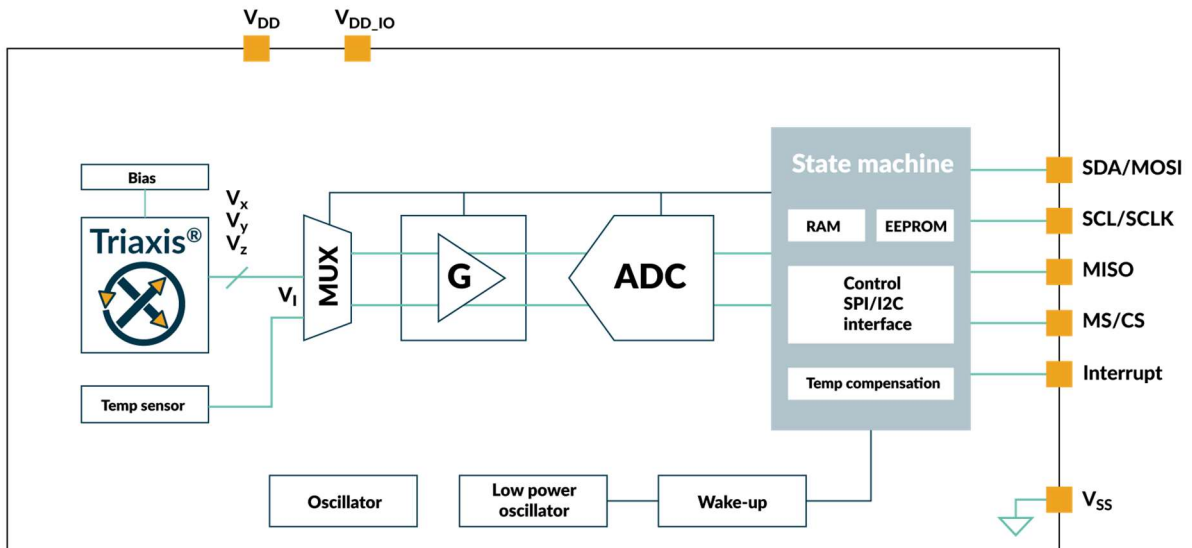 VDD
VDD_IO
Bias
Triaxis®
Vx
Vy
Vz
VI
MUX
G
ADC
State machine
RAM
EEPROM
Control
SPI/I2C
interface
Temp compensation
Temp sensor
Oscillator
Low power
oscillator
Wake-up
SDA/MOSI
SCL/SCLK
MISO
MS/CS
Interrupt
VSS